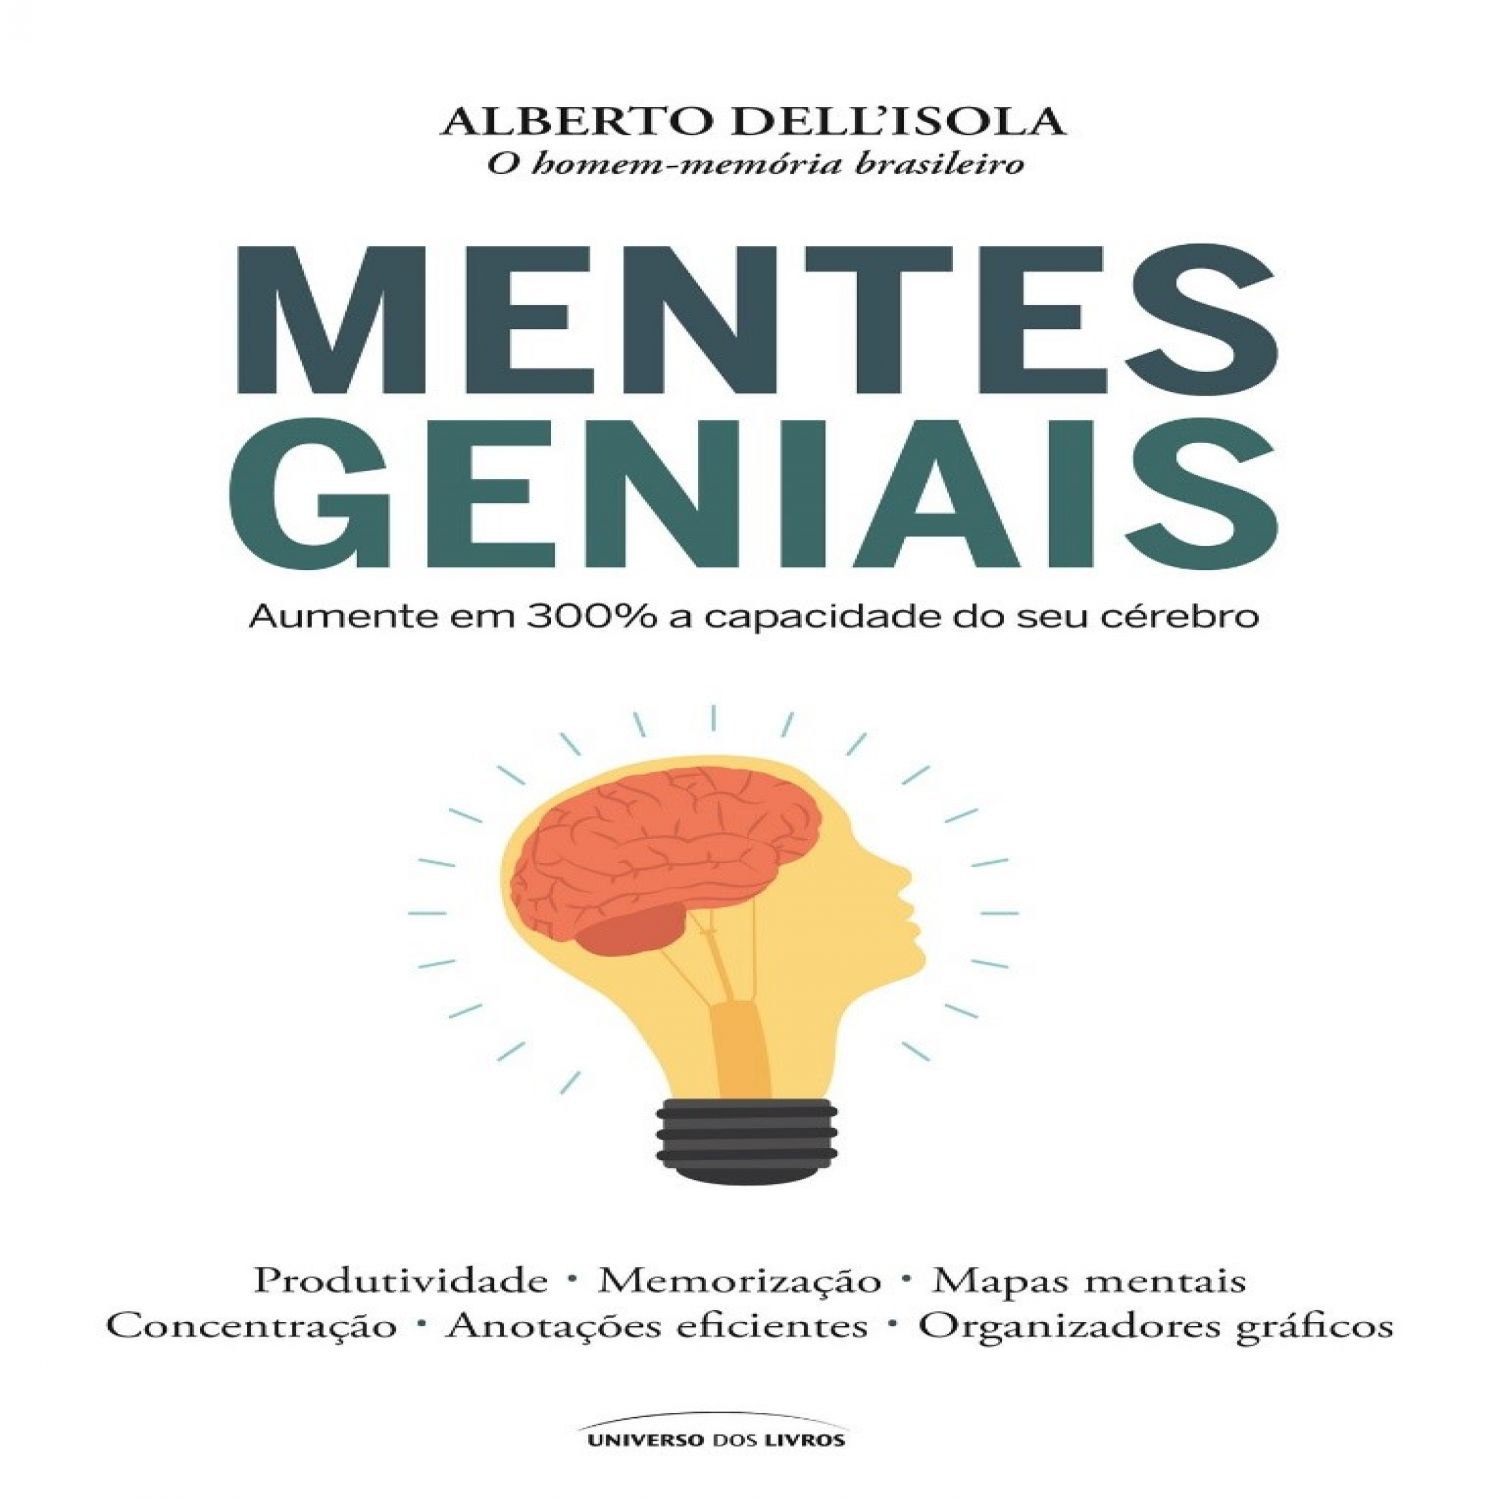 ALBERTO DELL’ISOLA
O homem-memória brasileiro
MENTES
GENIAIS
Aumente em 300% a capacidade do seu cérebro
Produtividade • Memorização • Mapas mentais
Concentração • Anotações eficientes • Organizadores gráficos
UNIVERSO DOS LIVROS